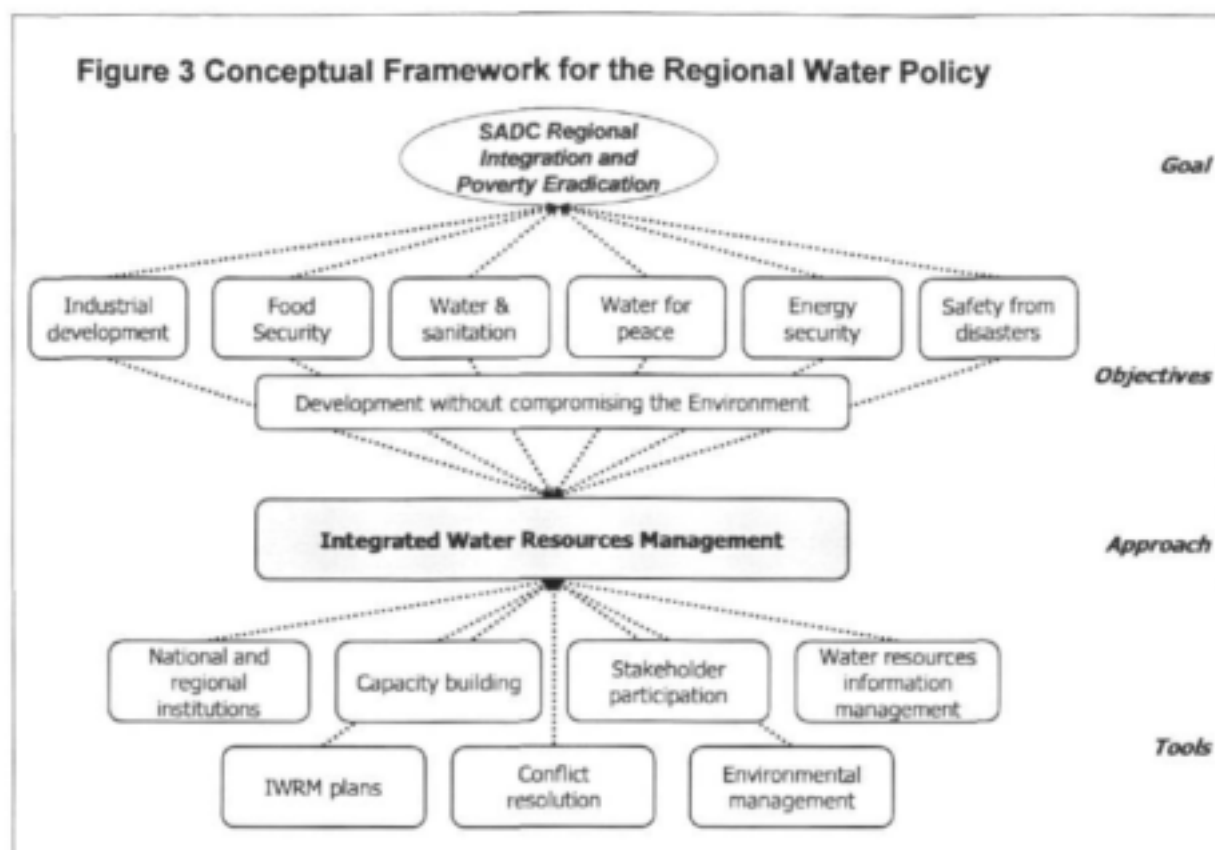 Figure 3 Conceptual Framework for the Regional Water Policy
SADC Regional
Integration and
Poverty Eradication
Goal
Industrial
development
Food
Security
Water &
sanitation
Water for
peace
Energy
security
Safety from
disasters
Objectives
Development without compromising the Environment
Integrated Water Resources Management
Approach
National and
regional
institutions
Capacity building
Stakeholder
participation
Water resources
information
management
Tools
IWRM plans
Conflict
resolution
Environmental
management